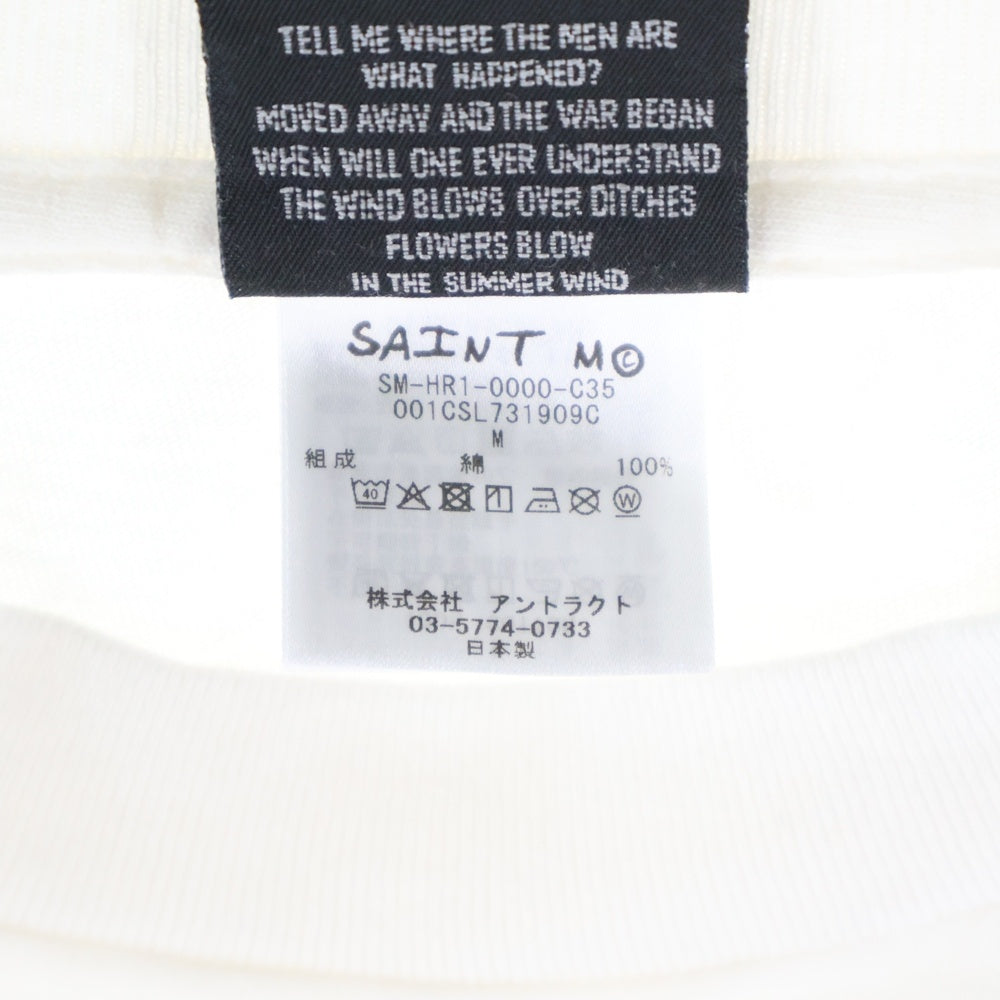 TELL ME WHERE THE MEN ARE
WHAT HAPPENED?
MOVED AWAY AND THE WAR BEGAN
WHEN WILL ONE EVER UNDERSTAND
THE WIND BLOWS OVER DITCHES
FLOWERS BLOW
IN THE SUMMER WIND
SAINT M©
SM-HR1-0000-C35
001CSL731909C
M
組成 綿 100%
40 W
株式会社 アントラクト
03-5774-0733
日本製